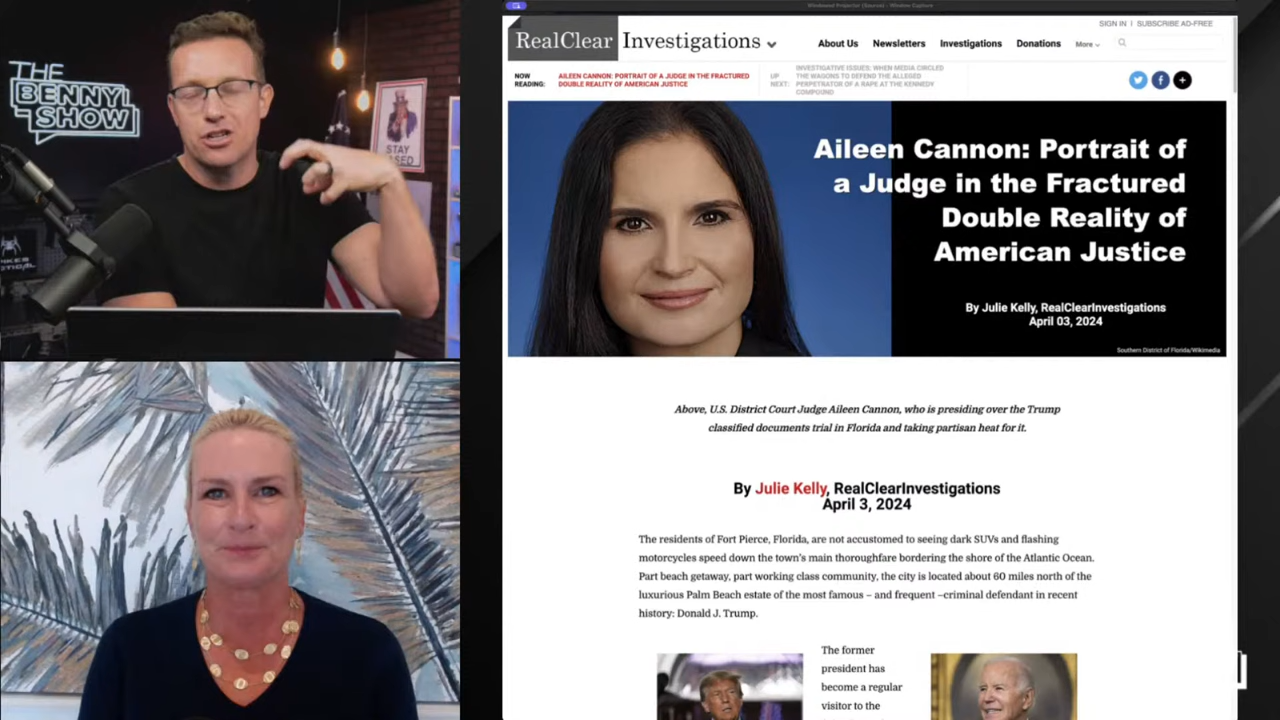 Windowed Projector (Source) - Window Capture
THE
BENNY
SHOW
STAY
RealClear Investigations
SIGN IN | SUBSCRIBE AD-FREE
About Us Newsletters Investigations Donations More
NOW
READING:
AILEEN CANNON: PORTRAIT OF A JUDGE IN THE FRACTURED
DOUBLE REALITY OF AMERICAN JUSTICE
UP
NEXT:
INVESTIGATIVE ISSUES: WHEN MEDIA CIRCLED
THE WAGONS TO DEFEND THE ALLEGED
PERPETRATOR OF A RAPE AT THE KENNEDY
COMPOUND
Aileen Cannon: Portrait of
a Judge in the Fractured
Double Reality of
American Justice
By Julie Kelly, RealClearInvestigations
April 03, 2024
Southern District of Florida/Wikimedia
Above, U.S. District Court Judge Aileen Cannon, who is presiding over the Trump
classified documents trial in Florida and taking partisan heat for it.
By Julie Kelly, RealClearInvestigations
April 3, 2024
The residents of Fort Pierce, Florida, are not accustomed to seeing dark SUVs and flashing
motorcycles speed down the town's main thoroughfare bordering the shore of the Atlantic Ocean.
Part beach getaway, part working class community, the city is located about 60 miles north of the
luxurious Palm Beach estate of the most famous – and frequent –criminal defendant in recent
history: Donald J. Trump.
The former
president has
become a regular
visitor to the